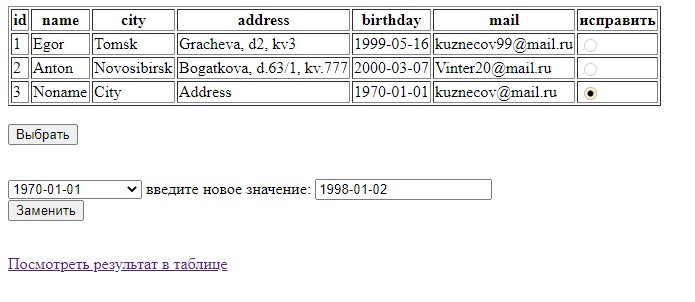 id name city address birthday mail исправить
1 Egor Tomsk Gracheva, d2, kv3 1999-05-16 kuznecov99@mail.ru
2 Anton Novosibirsk Bogatkova, d.63/1, kv.777 2000-03-07 Vinter20@mail.ru
3 Noname City Address 1970-01-01 kuznecov@mail.ru
Выбрать
1970-01-01 введите новое значение: 1998-01-02
Заменить
Посмотреть результат в таблице